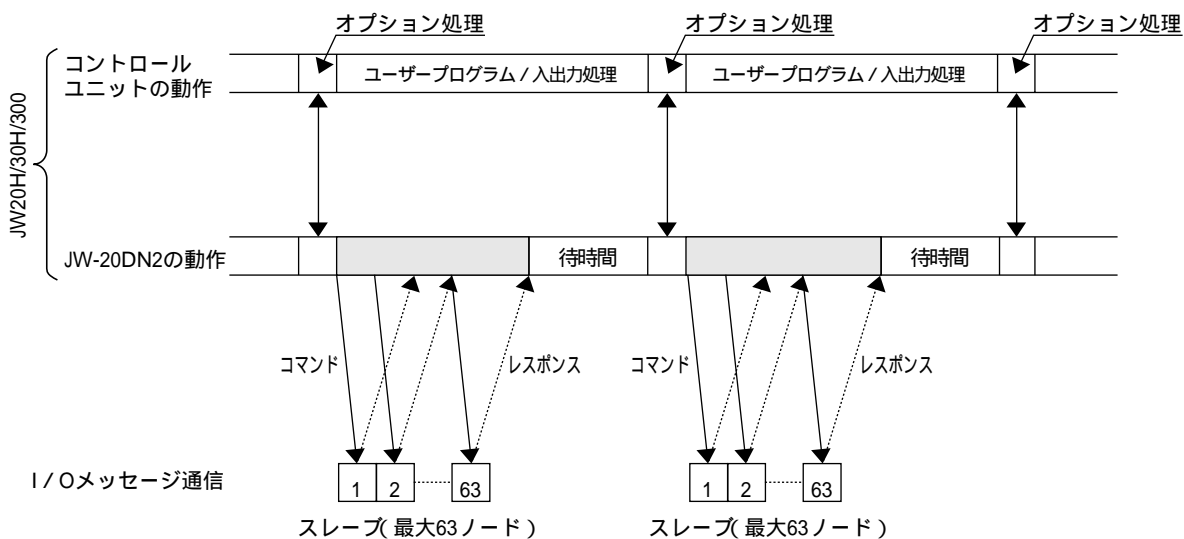 オプション処理 オプション処理 オプション処理
コントロール
ユニットの動作
ユーザープログラム / 入出力処理 ユーザープログラム / 入出力処理
JW20H/30H/300
JW-20DN2の動作
待時間 待時間
コマンド レスポンス コマンド レスポンス
I / Oメッセージ通信
1 2 63 1 2 63
スレーブ( 最大63ノード ) スレーブ( 最大63ノード )